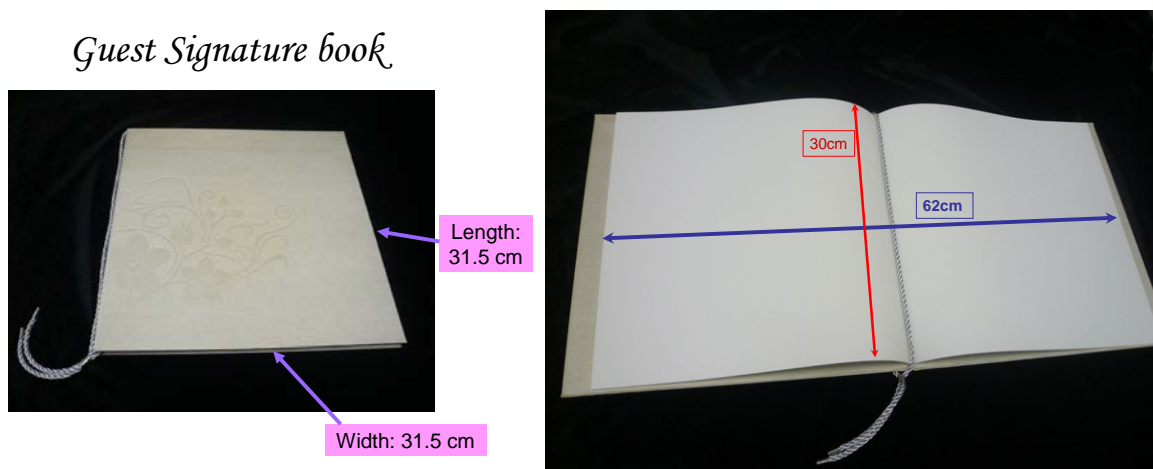 Guest Signature book
Length:
31.5 cm
Width: 31.5 cm
30cm
62cm